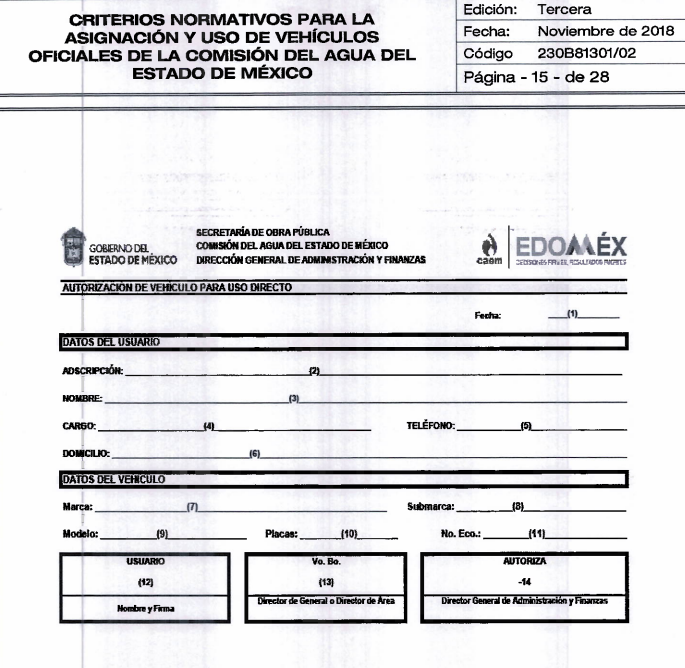 CRITERIOS NORMATIVOS PARA LA
ASIGNACIÓN Y USO DE VEHÍCULOS
OFICIALES DE LA COMISIÓN DEL AGUA DEL
ESTADO DE MÉXICO
Edición: Tercera
Fecha: Noviembre de 2018
Código 230B81301/02
Página - 15 - de 28
GOBIERNO DEL
ESTADO DE MÉXICO
SECRETARÍA DE OBRA PÚBLICA
COMISIÓN DEL AGUA DEL ESTADO DE MÉXICO
DIRECCIÓN GENERAL DE ADMINISTRACIÓN Y FINANZAS
caem
EDOMÉX
DECISIONES FIRMES, RESULTADOS FUERTES
AUTORIZACIÓN DE VEHÍCULO PARA USO DIRECTO
Fecha: (1)
DATOS DEL USUARIO
ADSCRIPCIÓN: (2)
NOMBRE: (3)
CARGO: (4) TELÉFONO: (5)
DOMICILIO: (6)
DATOS DEL VEHÍCULO
Marca: (7) Submarca: (8)
Modelo: (9) Placas: (10) No. Eco.: (11)
USUARIO Vo. Bo. AUTORIZA
(12) (13) -14
Nombre y Firma Director de General o Director de Área Director General de Administración y Finanzas